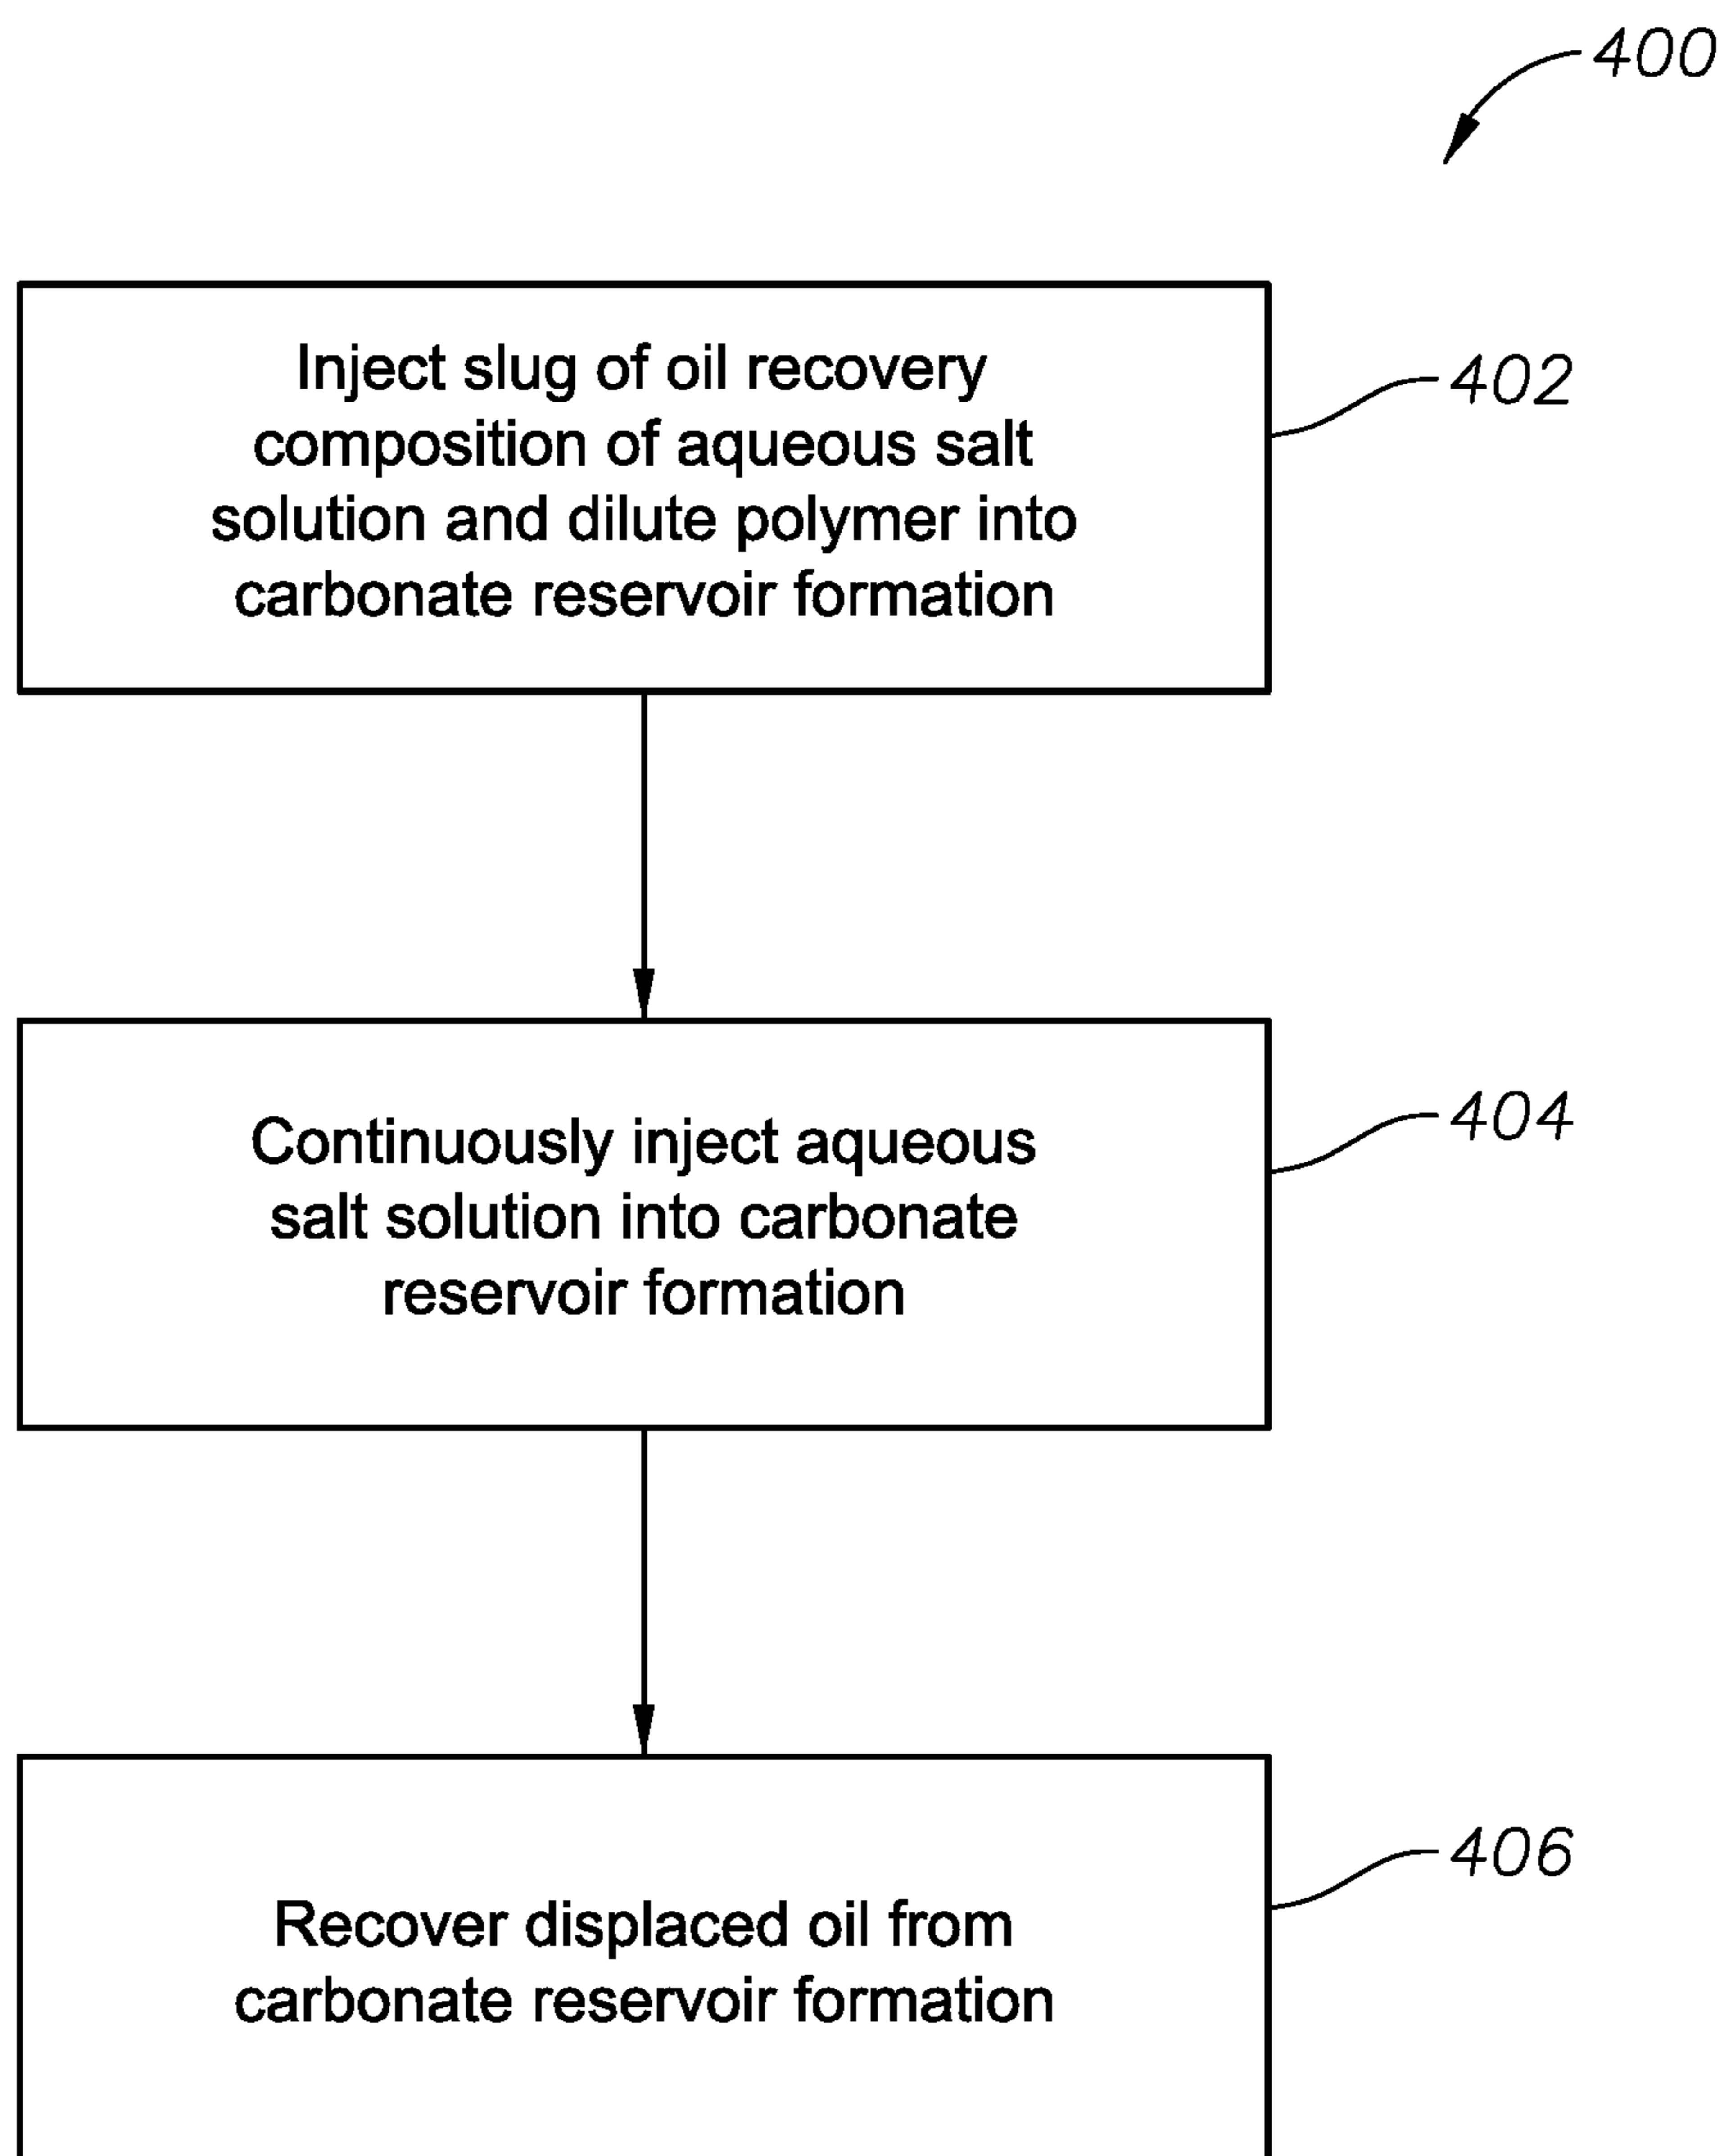 400
Inject slug of oil recovery
composition of aqueous salt
solution and dilute polymer into
carbonate reservoir formation
402
Continuously inject aqueous
salt solution into carbonate
reservoir formation
404
Recover displaced oil from
carbonate reservoir formation
406